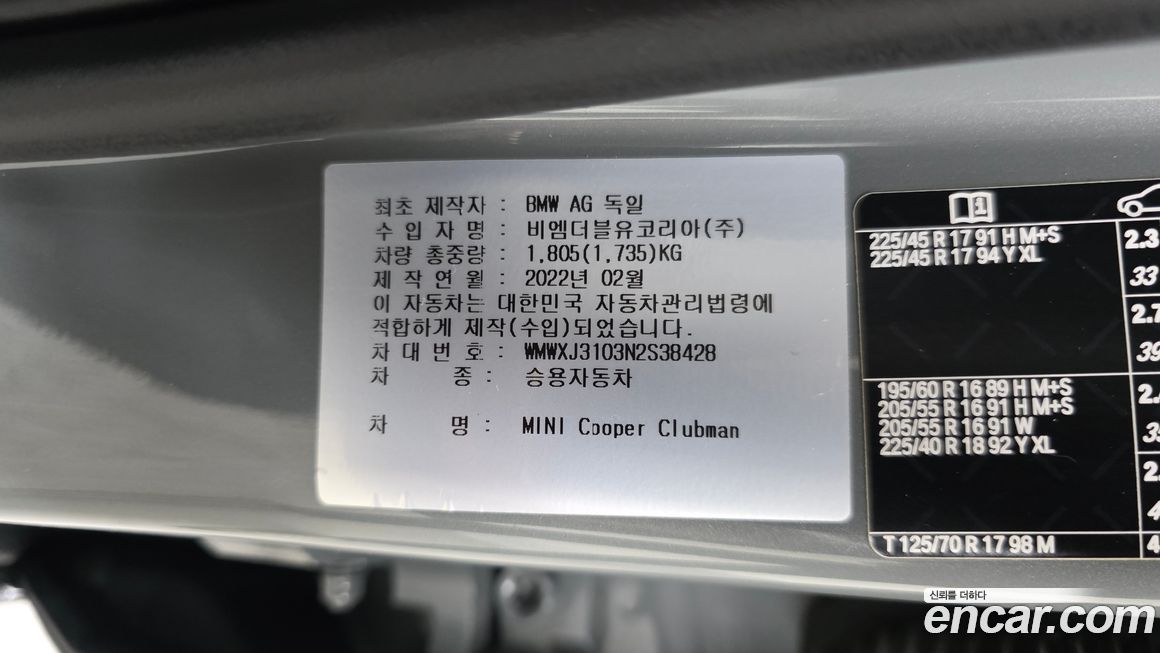 최초 제작자 : BMW AG 독일
수 입 자 명 : 비엠더블유코리아(주)
차량 총중량 : 1,805(1,735)KG
제 작 연 월 : 2022년 02월
이 자동차는 대한민국 자동차관리법령에
적합하게 제작(수입)되었습니다.
차 대 번 호 : WMWXJ3103N2S38428
차 종 : 승용자동차
차 명 : MINI Cooper Clubman
225/45 R 17 91 H M+S
225/45 R 17 94 Y XL
2.3
33
2.7
39
195/60 R 16 89 H M+S
205/55 R 16 91 H M+S
205/55 R 16 91 W
225/40 R 18 92 Y XL
T 125/70 R 17 98 M
신뢰를 더하다
encar.com